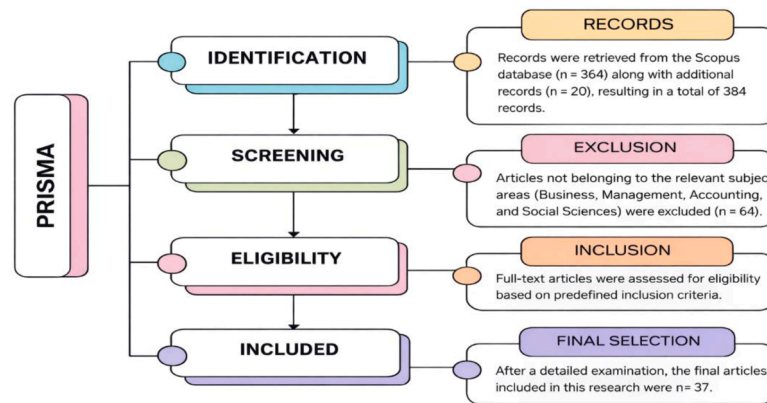 PRISMA
IDENTIFICATION
RECORDS
Records were retrieved from the Scopus
database (n = 364) along with additional
records (n = 20), resulting in a total of 384
records.
SCREENING
EXCLUSION
Articles not belonging to the relevant subjec
areas (Business, Management, Accounting,
and Social Sciences) were excluded (n = 64).
ELIGIBILITY
INCLUSION
Full-text articles were assessed for eligibility
based on predefined inclusion criteria.
INCLUDED
FINAL SELECTION
After a detailed examination, the final articles
included in this research were n= 37.